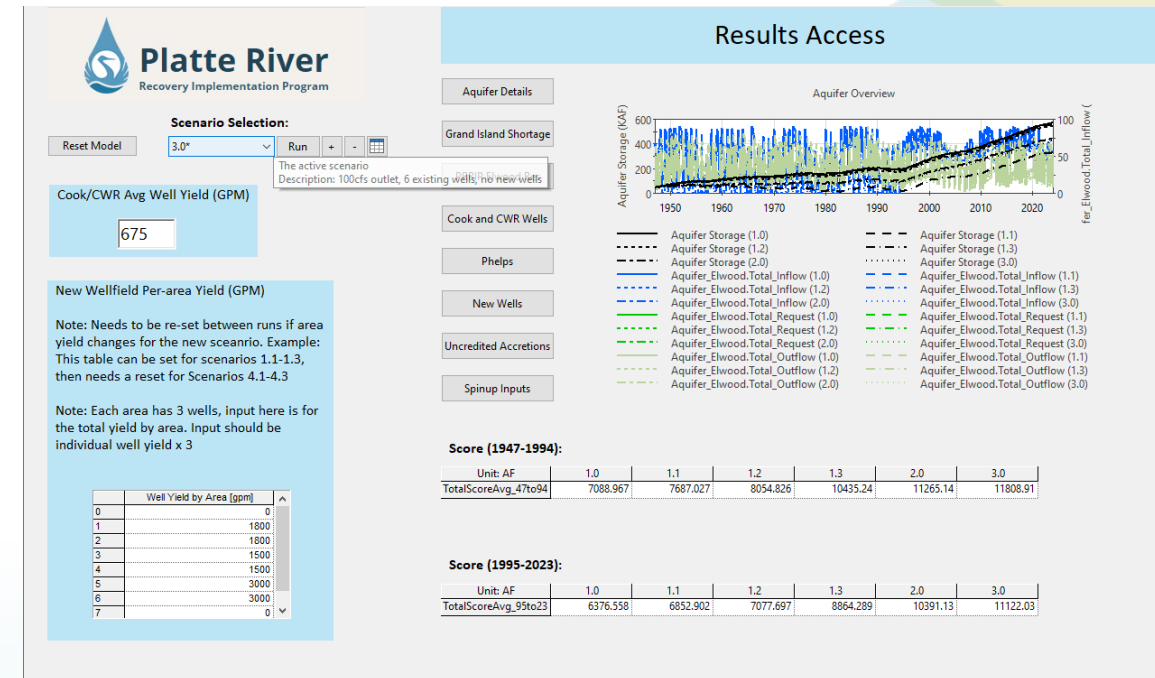 Platte River
Recovery Implementation Program
Scenario Selection:
Reset Model
3.0*
Run
+
-
The active scenario
Description: 100cfs outlet, 6 existing wells, no new wells
Cook/CWR Avg Well Yield (GPM)
675
New Wellfield Per-area Yield (GPM)
Note: Needs to be re-set between runs if area
yield changes for the new sceanrio. Example:
This table can be set for scenarios 1.1-1.3,
then needs a reset for Scenarios 4.1-4.3
Note: Each area has 3 wells, input here is for
the total yield by area. Input should be
individual well yield x 3
Well Yield by Area [gpm]
0 0
1 1800
2 1800
3 1500
4 1500
5 3000
6 3000
7 0
Results Access
Aquifer Details
Grand Island Shortage
Cook and CWR Wells
Phelps
New Wells
Uncredited Accretions
Spinup Inputs
Aquifer Overview
Aquifer Storage (KAF)
600
400
200
0
100
50
0
fer_Elwood.Total_Inflow (
1950 1960 1970 1980 1990 2000 2010 2020
Aquifer Storage (1.0) Aquifer Storage (1.1)
Aquifer Storage (1.2) Aquifer Storage (1.3)
Aquifer Storage (2.0) Aquifer Storage (3.0)
Aquifer_Elwood.Total_Inflow (1.0) Aquifer_Elwood.Total_Inflow (1.1)
Aquifer_Elwood.Total_Inflow (1.2) Aquifer_Elwood.Total_Inflow (1.3)
Aquifer_Elwood.Total_Inflow (2.0) Aquifer_Elwood.Total_Inflow (3.0)
Aquifer_Elwood.Total_Request (1.0) Aquifer_Elwood.Total_Request (1.1)
Aquifer_Elwood.Total_Request (1.2) Aquifer_Elwood.Total_Request (1.3)
Aquifer_Elwood.Total_Request (2.0) Aquifer_Elwood.Total_Request (3.0)
Aquifer_Elwood.Total_Outflow (1.0) Aquifer_Elwood.Total_Outflow (1.1)
Aquifer_Elwood.Total_Outflow (1.2) Aquifer_Elwood.Total_Outflow (1.3)
Aquifer_Elwood.Total_Outflow (2.0) Aquifer_Elwood.Total_Outflow (3.0)
Score (1947-1994):
Unit: AF 1.0 1.1 1.2 1.3 2.0 3.0
TotalScoreAvg_47to94 7088.967 7687.027 8054.826 10435.24 11265.14 11808.91
Score (1995-2023):
Unit: AF 1.0 1.1 1.2 1.3 2.0 3.0
TotalScoreAvg_95to23 6376.558 6852.902 7077.697 8864.289 10391.13 11122.03